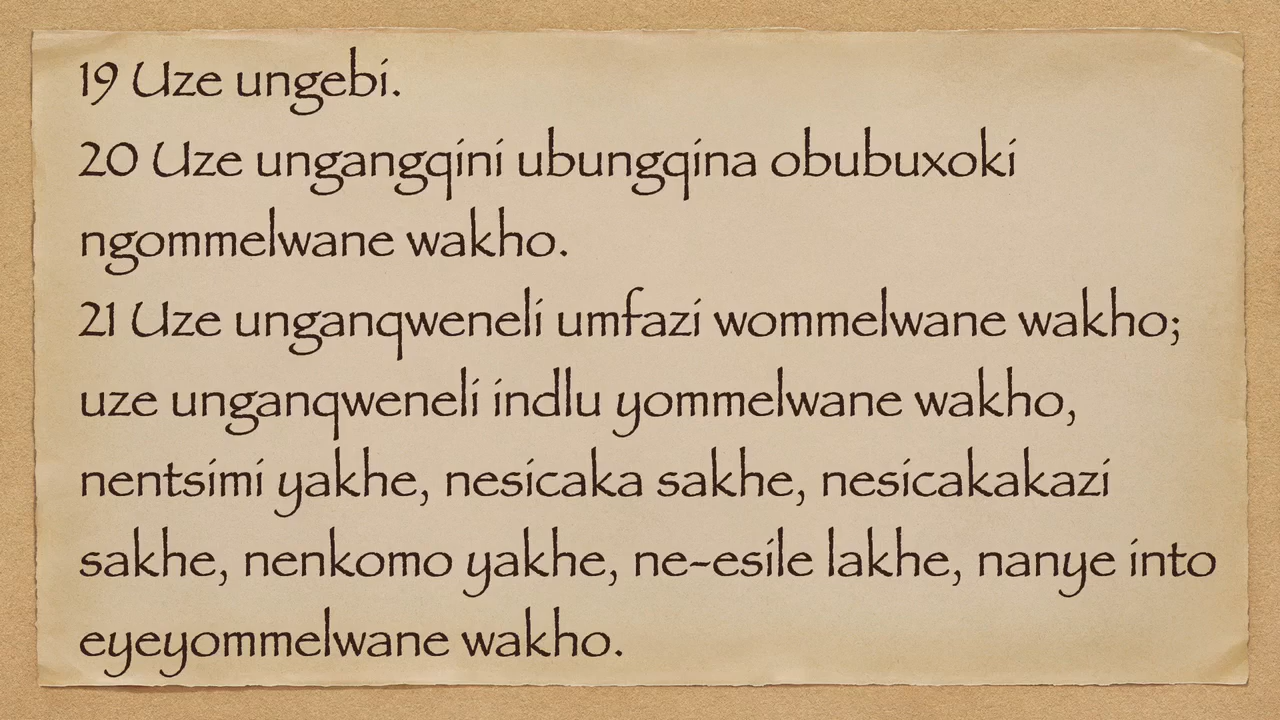 19 Uze ungebi.
20 Uze ungangqini ubungqina obubuxoki
ngommelwane wakho.
21 Uze unganqweneli umfazi wommelwane wakho;
uze unganqweneli indlu yommelwane wakho,
nentsimi yakhe, nesicaka sakhe, nesicakakazi
sakhe, nenkomo yakhe, ne-esile lakhe, nanye into
eyeyommelwane wakho.